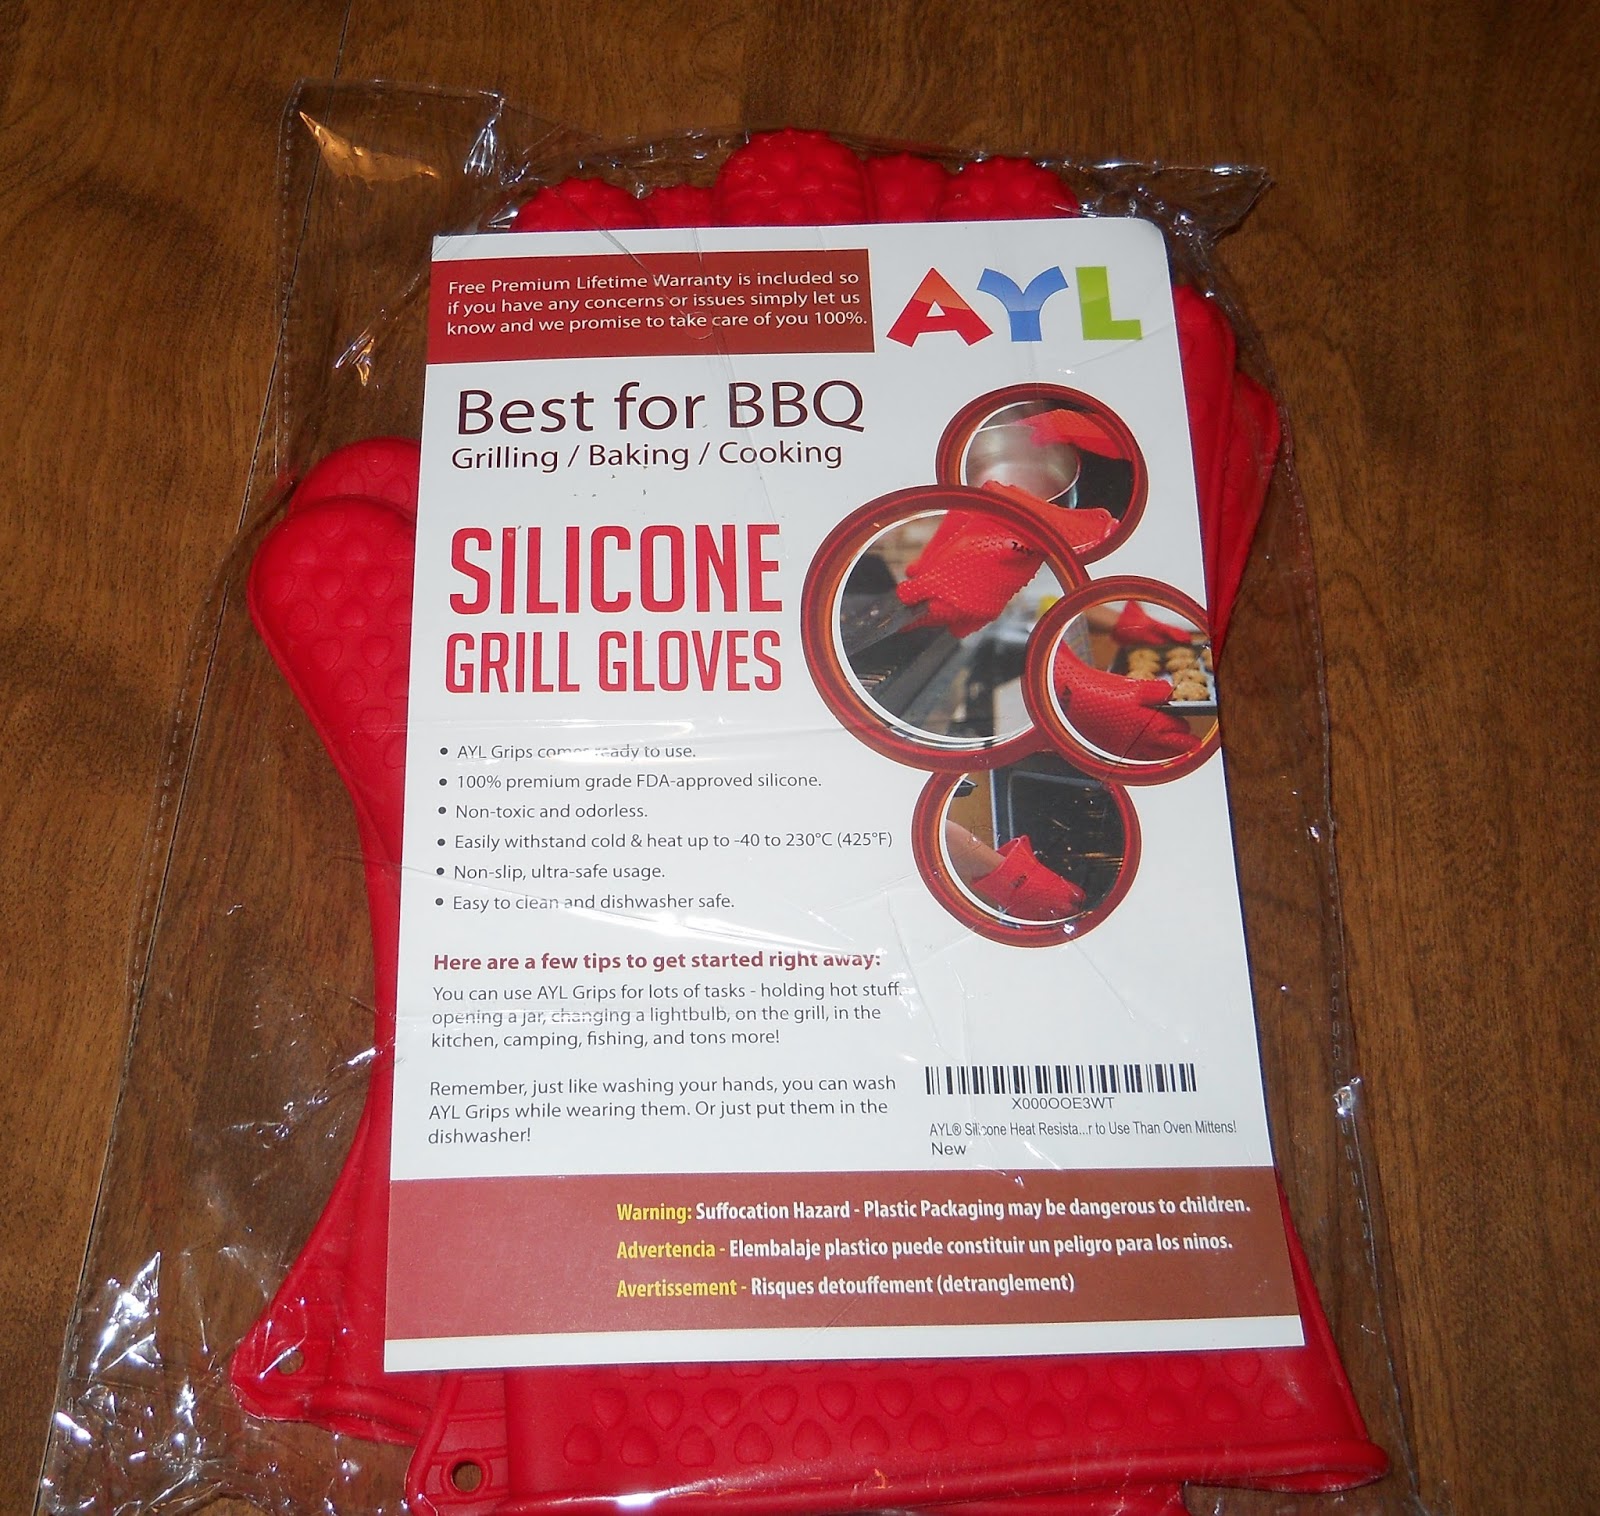 Free Premium Lifetime Warranty is included so
if you have any concerns or issues simply let us
know and we promise to take care of you 100%.
AYL
Best for BBQ
Grilling / Baking / Cooking
SILICONE
GRILL GLOVES
• AYL Grips comes ready to use.
• 100% premium grade FDA-approved silicone.
• Non-toxic and odorless.
• Easily withstand cold & heat up to -40 to 230°C (425°F)
• Non-slip, ultra-safe usage.
• Easy to clean and dishwasher safe.
Here are a few tips to get started right away:
You can use AYL Grips for lots of tasks - holding hot stuff,
opening a jar, changing a lightbulb, on the grill, in the
kitchen, camping, fishing, and tons more!
Remember, just like washing your hands, you can wash
AYL Grips while wearing them. Or just put them in the
dishwasher!
X000OOE3WT
AYL® Silicone Heat Resista...r to Use Than Oven Mittens!
New
Warning: Suffocation Hazard - Plastic Packaging may be dangerous to children.
Advertencia - Elembalaje plastico puede constituir un peligro para los ninos.
Avertissement - Risques detouffement (detranglement)